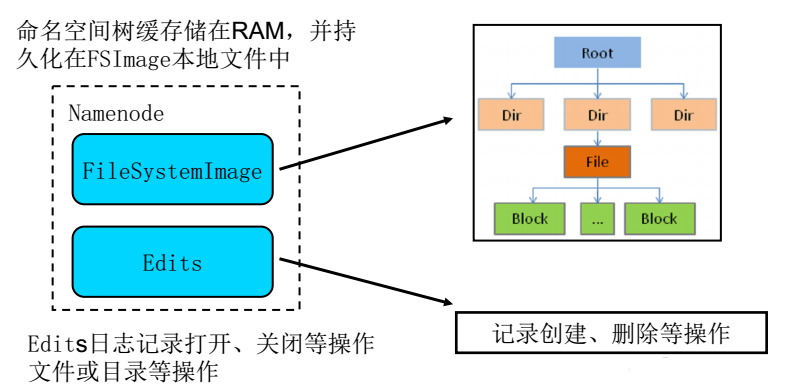 命名空间树缓存储在RAM，并持
久化在FSImage本地文件中
Namenode
FileSystemImage
Edits
Root
Dir Dir Dir
File
Block ... Block
记录创建、删除等操作
Edits日志记录打开、关闭等操作
文件或目录等操作